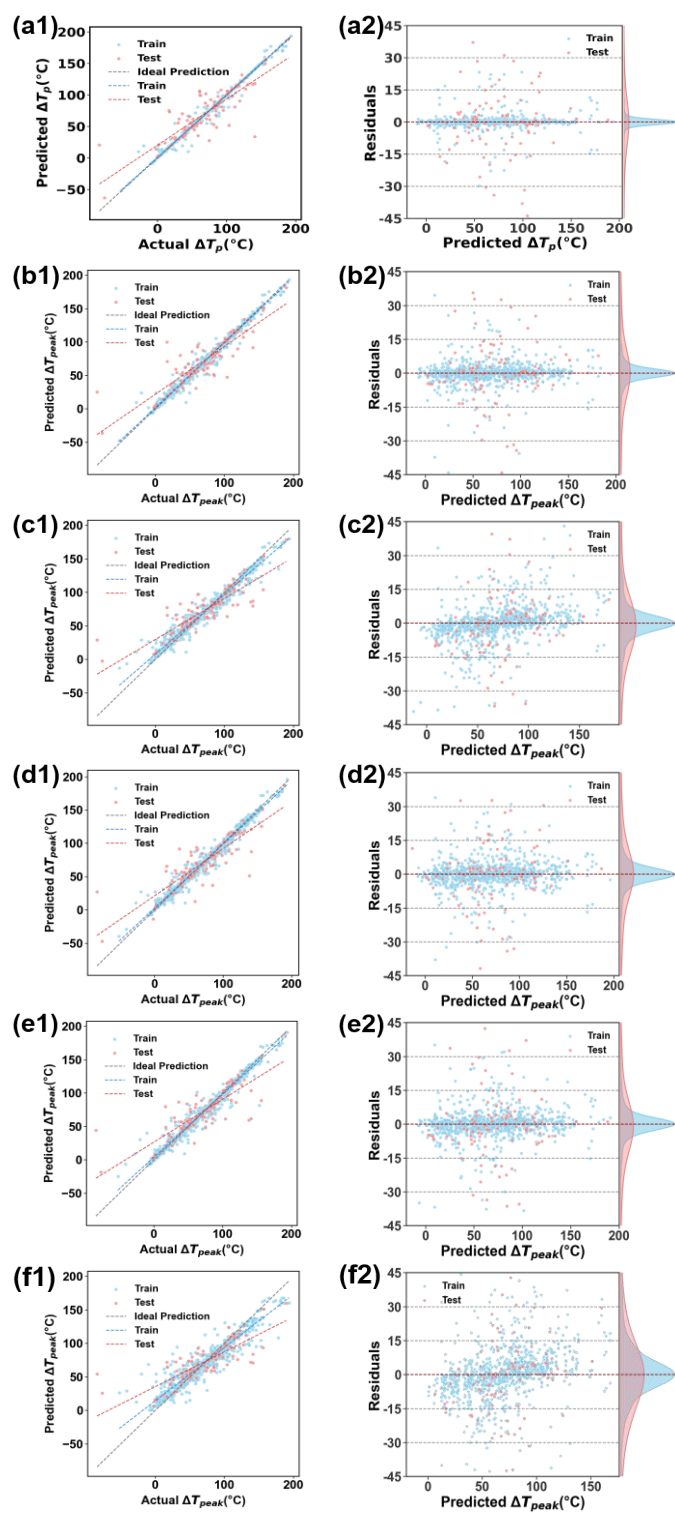 (a1)
200
150
100
50
0
−50
Train
Test
Ideal Prediction
Train
Test
Predicted ΔTp(°C)
0
100
200
Actual ΔTp(°C)
(a2)
45
30
15
0
-15
-30
-45
Train
Test
Residuals
0
50
100
150
200
Predicted ΔTp(°C)
(b1)
200
150
100
50
0
−50
Train
Test
Ideal Prediction
Train
Test
Predicted ΔTpeak(°C)
0
100
200
Actual ΔTpeak(°C)
(b2)
45
30
15
0
-15
-30
-45
Train
Test
Residuals
0
50
100
150
200
Predicted ΔTpeak(°C)
(c1)
200
150
100
50
0
−50
Train
Test
Ideal Prediction
Train
Test
Predicted ΔTpeak(°C)
0
100
200
Actual ΔTpeak(°C)
(c2)
45
30
15
0
-15
-30
-45
Train
Test
Residuals
0
50
100
150
Predicted ΔTpeak(°C)
(d1)
200
150
100
50
0
−50
Train
Test
Ideal Prediction
Train
Test
Predicted ΔTpeak(°C)
0
100
200
Actual ΔTpeak(°C)
(d2)
45
30
15
0
-15
-30
-45
Train
Test
Residuals
0
50
100
150
200
Predicted ΔTpeak(°C)
(e1)
200
150
100
50
0
−50
Train
Test
Ideal Prediction
Train
Test
Predicted ΔTpeak(°C)
0
100
200
Actual ΔTpeak(°C)
(e2)
45
30
15
0
-15
-30
-45
Train
Test
Residuals
0
50
100
150
200
Predicted ΔTpeak(°C)
(f1)
200
150
100
50
0
−50
Train
Test
Ideal Prediction
Train
Test
Predicted ΔTpeak(°C)
0
100
200
Actual ΔTpeak(°C)
(f2)
45
30
15
0
-15
-30
-45
Train
Test
Residuals
0
50
100
150
Predicted ΔTpeak(°C)